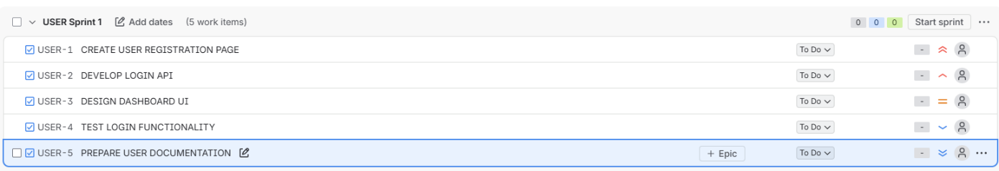 USER Sprint 1 Add dates (5 work items) 0 0 0 Start sprint
USER-1 CREATE USER REGISTRATION PAGE To Do -
USER-2 DEVELOP LOGIN API To Do -
USER-3 DESIGN DASHBOARD UI To Do -
USER-4 TEST LOGIN FUNCTIONALITY To Do -
USER-5 PREPARE USER DOCUMENTATION + Epic To Do -